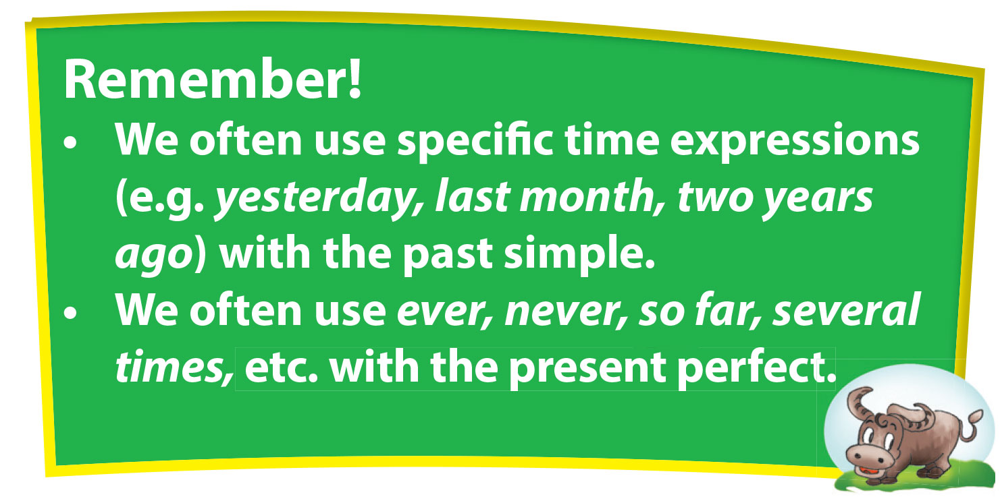 Remember!
• We often use specific time expressions
(e.g. yesterday, last month, two years
ago) with the past simple.
• We often use ever, never, so far, several
times, etc. with the present perfect.